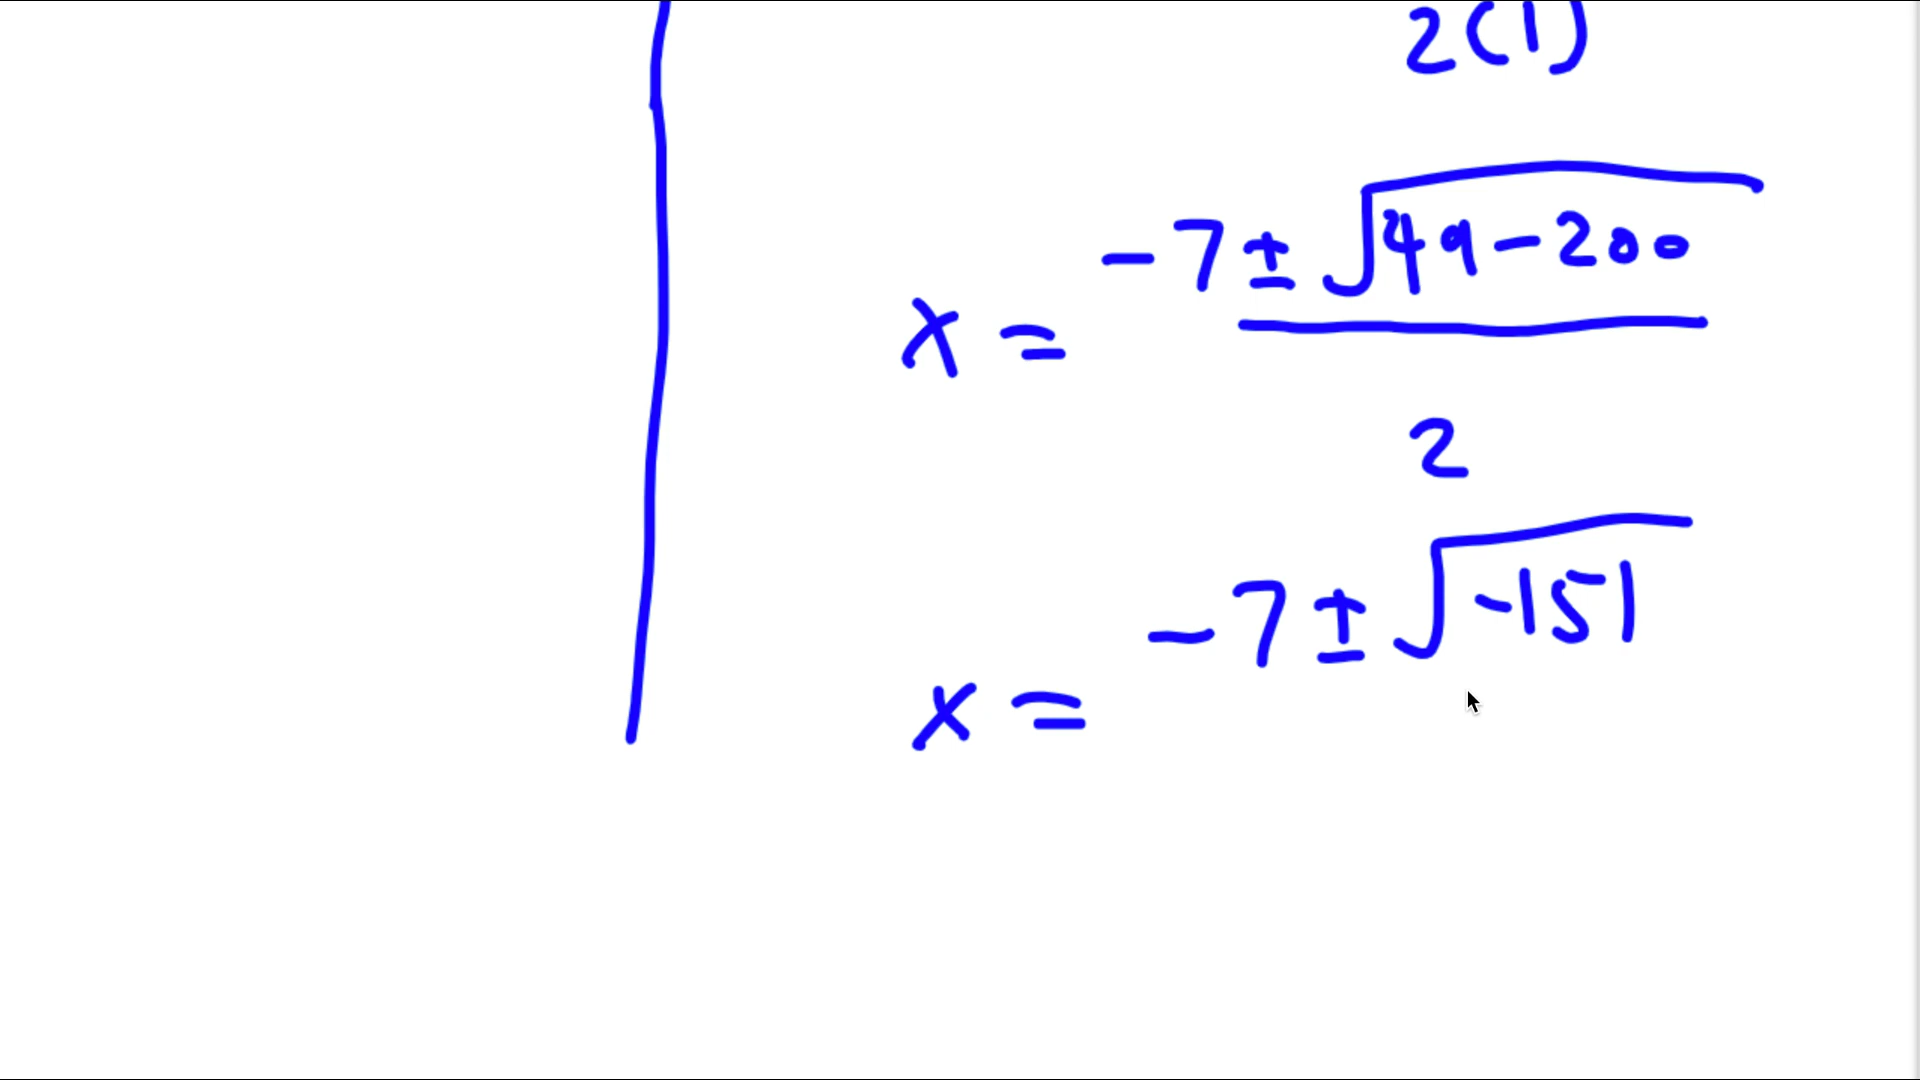 2(1)
x = -7 ± √49-200
2
x = -7 ± √-151